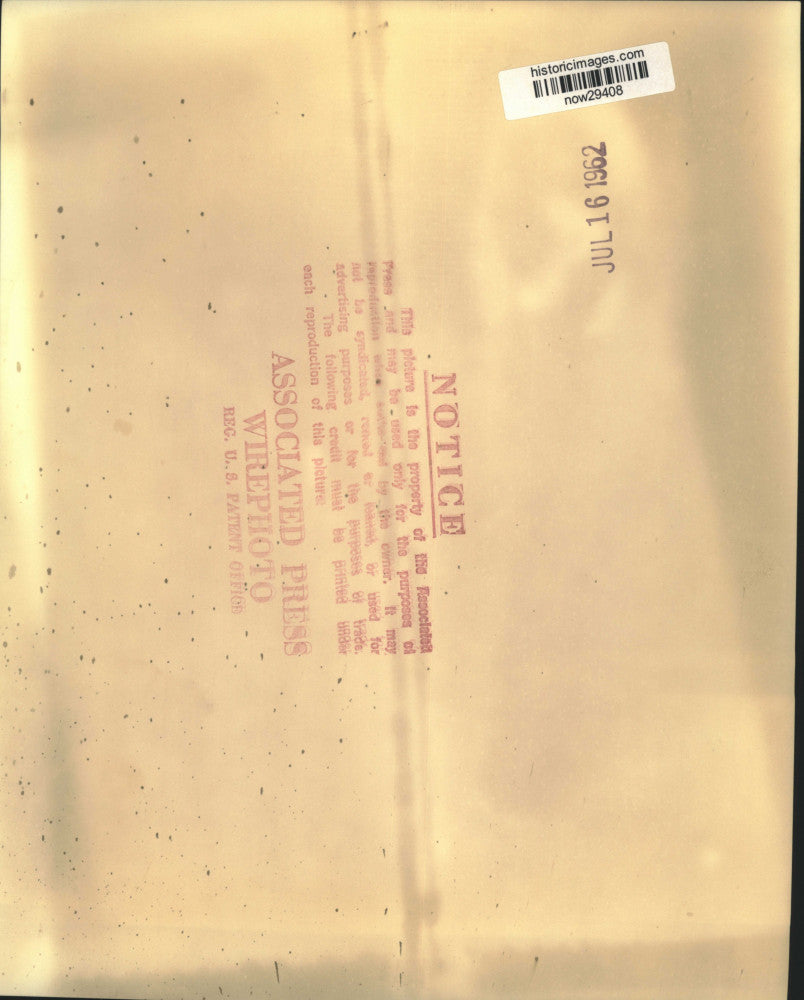 historicimages.com
now29408
JUL 16 1962
NOTICE
This picture is the property of the Associated
Press and may be used only for the purposes of
reproduction when authorized by the owner. It may
not be syndicated, rented or loaned, or used for
advertising purposes or for the purposes of trade.
The following credit must be printed under
each reproduction of this picture:
ASSOCIATED PRESS
WIREPHOTO
REG. U. S. PATENT OFFICE